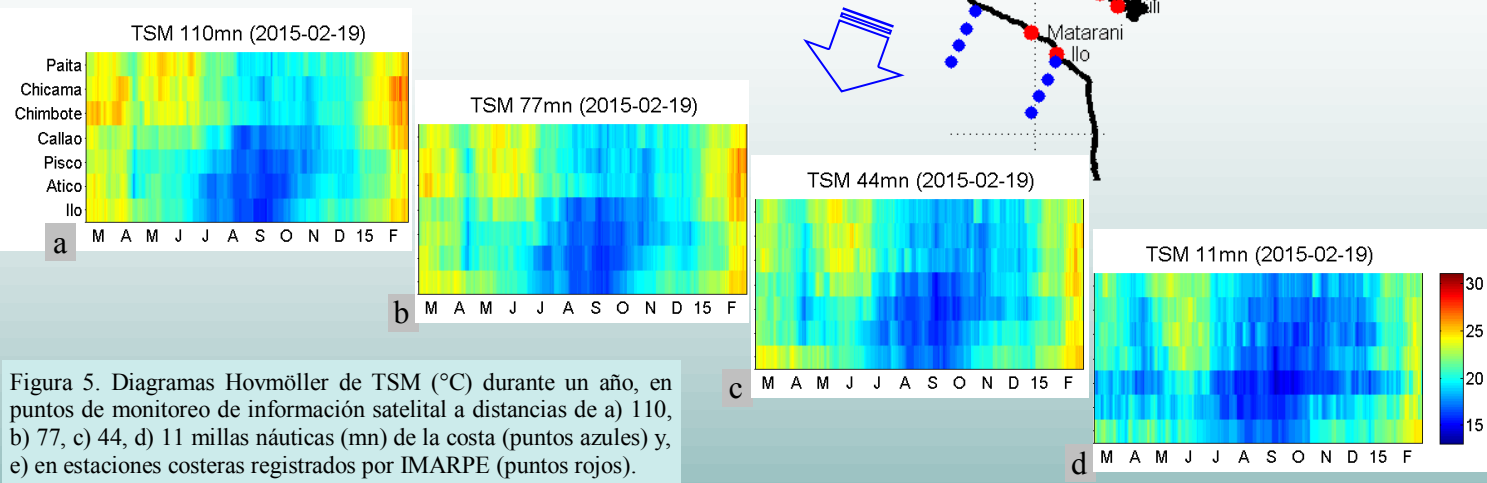 TSM 110mn (2015-02-19)
Paita
Chicama
Chimbote
Callao
Pisco
Atico
Ilo
M A M J J A S O N D 15 F
a
TSM 77mn (2015-02-19)
M A M J J A S O N D 15 F
b
Matarani
Ilo
TSM 44mn (2015-02-19)
M A M J J A S O N D 15 F
c
TSM 11mn (2015-02-19)
M A M J J A S O N D 15 F
d
30
25
20
15
Figura 5. Diagramas Hovmöller de TSM (°C) durante un año, en
puntos de monitoreo de información satelital a distancias de a) 110,
b) 77, c) 44, d) 11 millas náuticas (mn) de la costa (puntos azules) y,
e) en estaciones costeras registrados por IMARPE (puntos rojos).